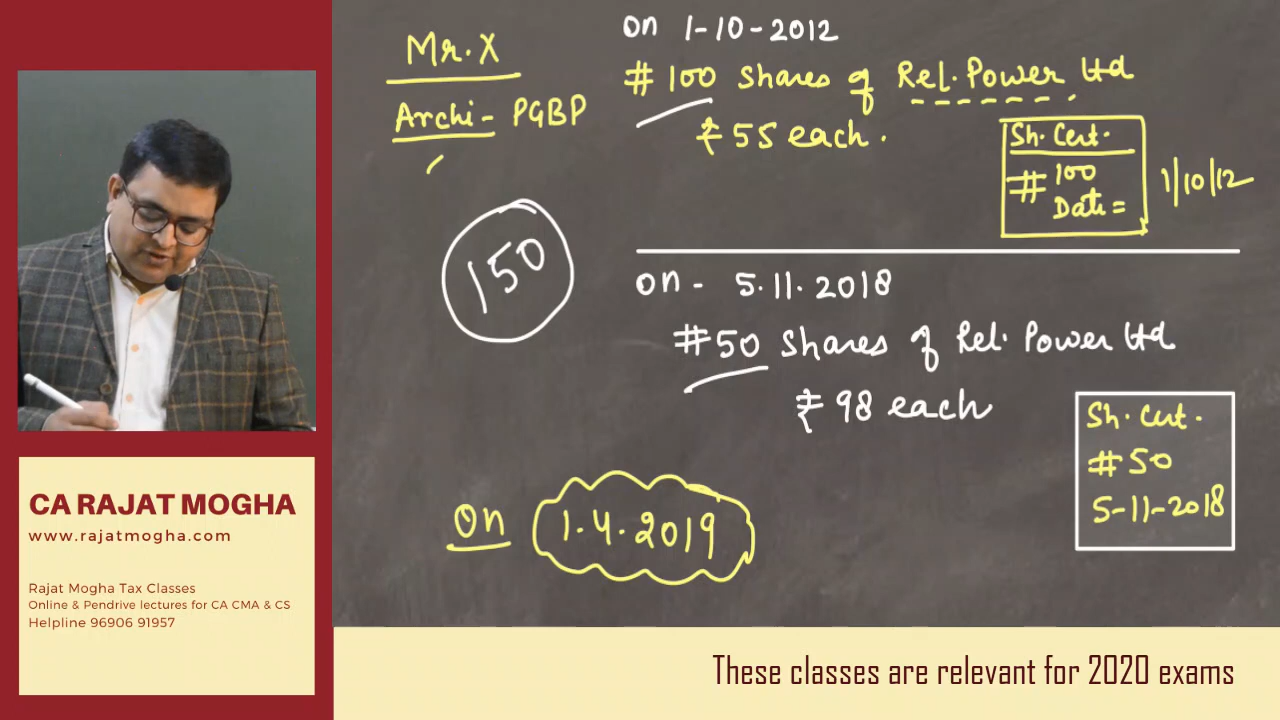 Mr. X
Archi - PGBP
on 1-10-2012
# 100 Shares of Rel. Power Ltd
₹ 55 each.
Sh. Cert.
# 100
Date =
1/10/12
150
on - 5.11.2018
# 50 Shares of Rel. Power Ltd
₹ 98 each
Sh. Cert.
# 50
5-11-2018
on 1.4.2019
CA RAJAT MOGHA
www.rajatmogha.com
Rajat Mogha Tax Classes
Online & Pendrive lectures for CA CMA & CS
Helpline 96906 91957
These classes are relevant for 2020 exams